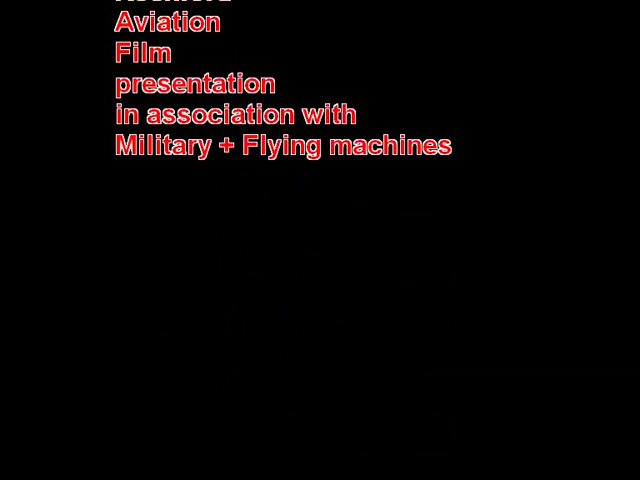 Aviation
Film
presentation
in association with
Military + Flying machines